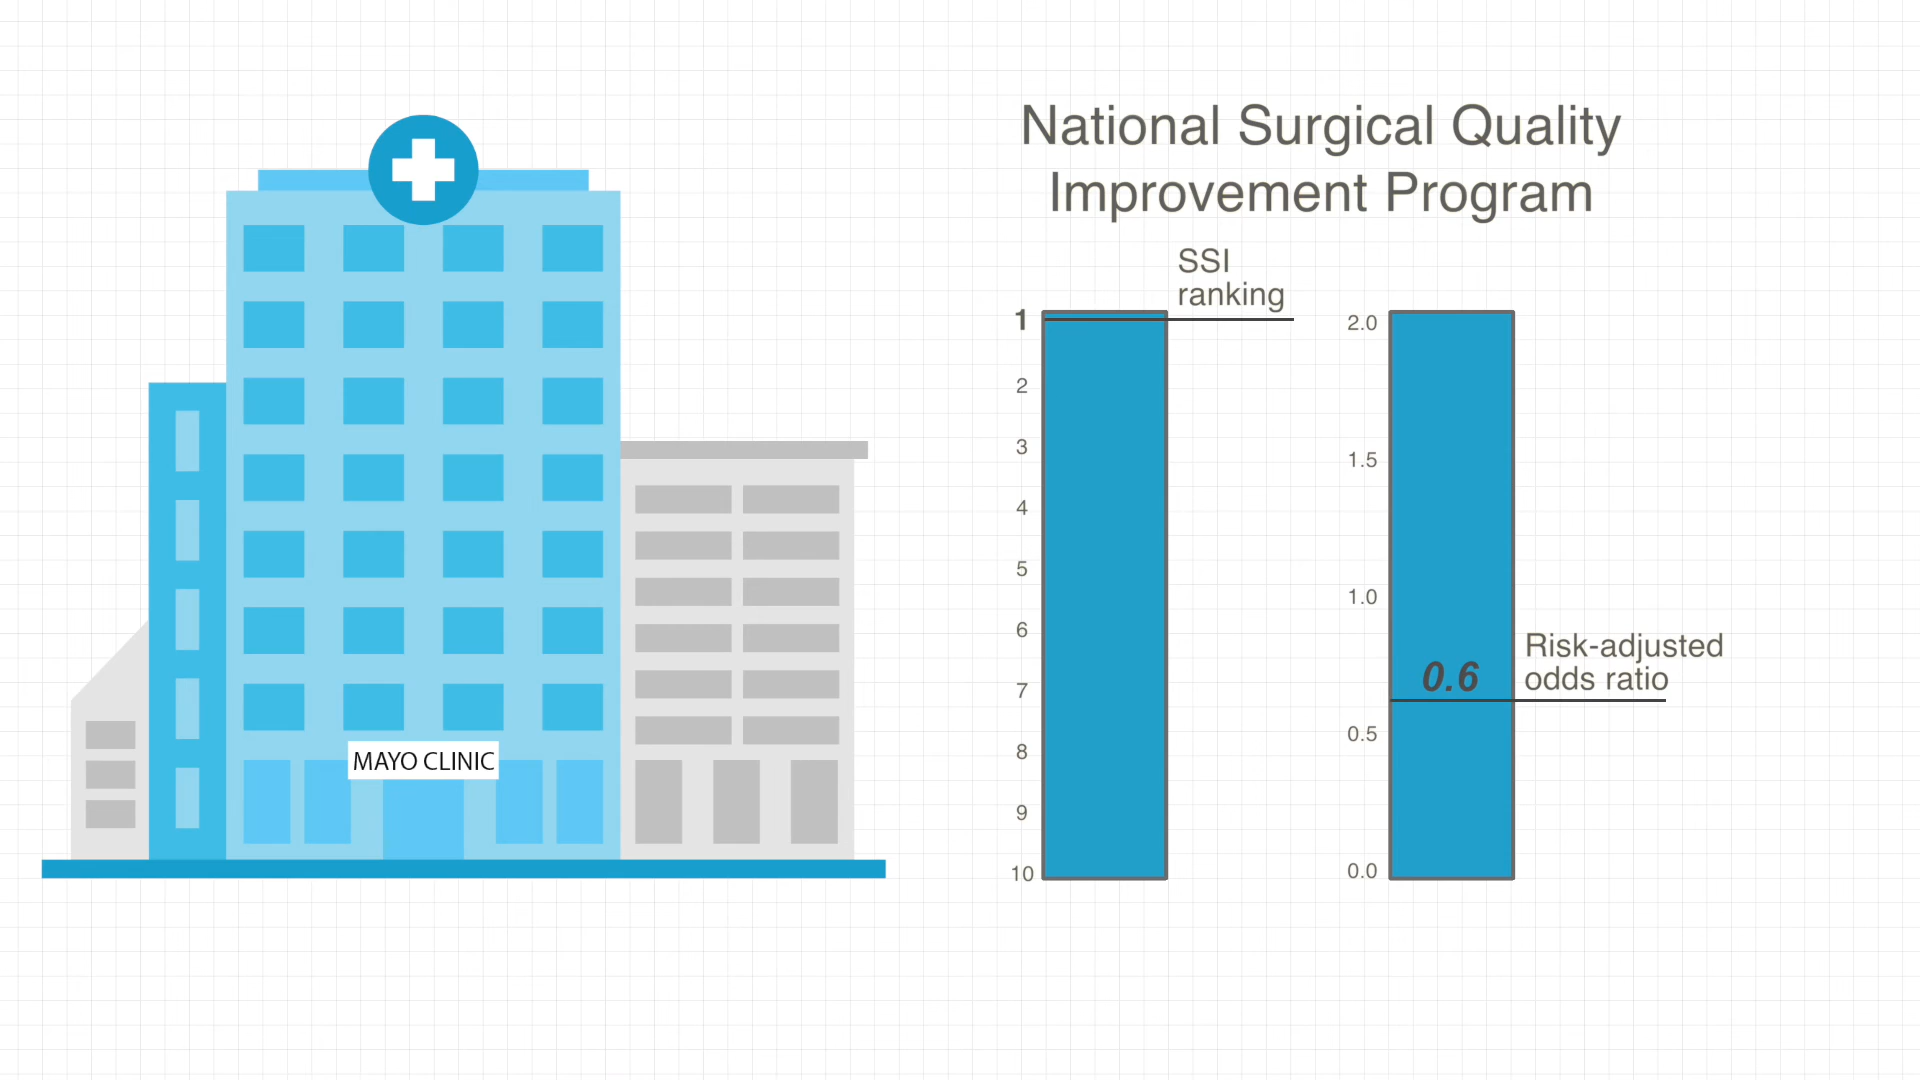 National Surgical Quality
Improvement Program
SSI
ranking
1
2
3
4
5
6
7
8
9
10
2.0
1.5
1.0
0.5
0.0
0.6
Risk-adjusted
odds ratio
MAYO CLINIC